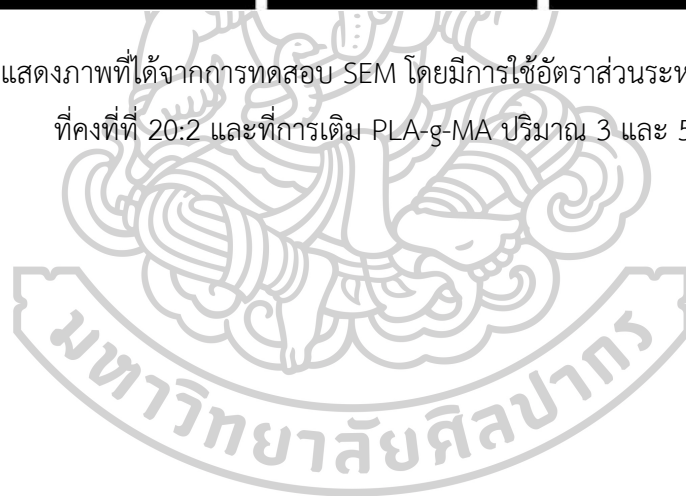 แสดงภาพที่ได้จากการทดสอบ SEM โดยมีการใช้อัตราส่วนระห
ที่คงที่ที่ 20:2 และที่การเติม PLA-g-MA ปริมาณ 3 และ 5
มหาวิทยาลัยศิลปากร